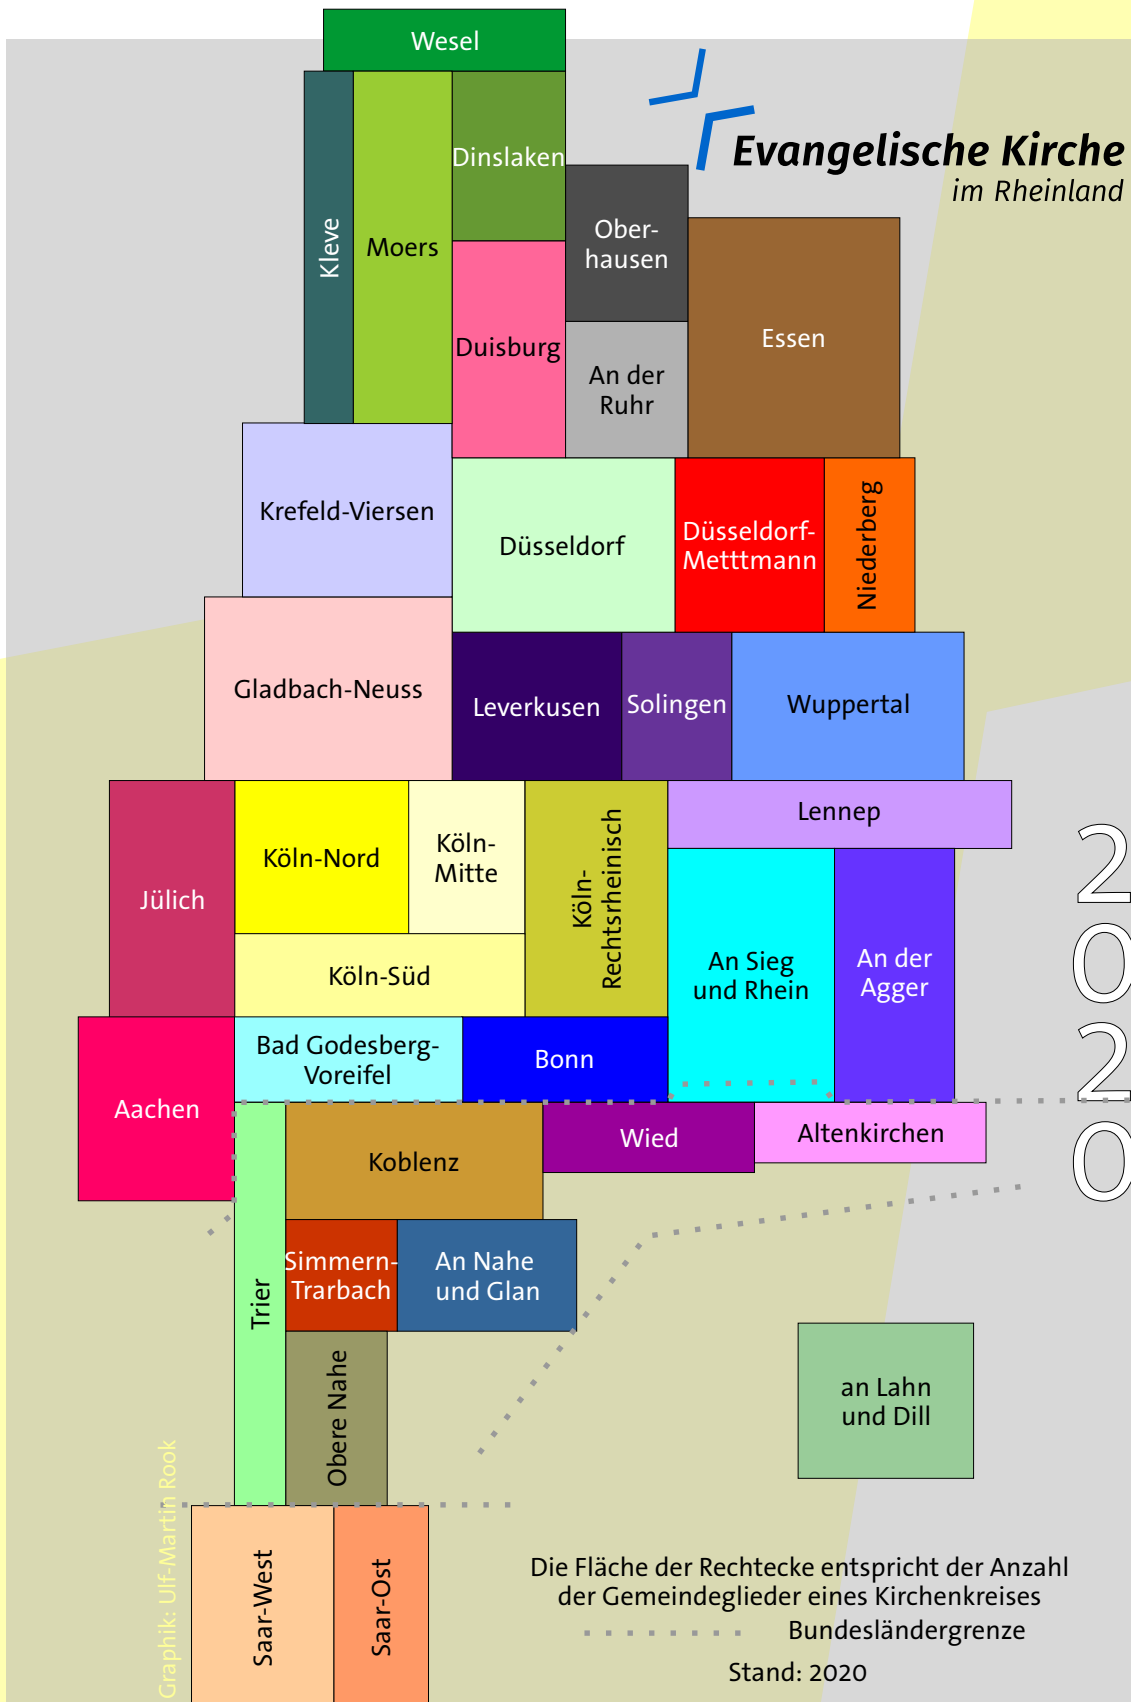 Wesel
Evangelische Kirche
im Rheinland
Dinslaken
Kleve
Moers
Ober-
hausen
Duisburg
An der
Ruhr
Essen
Krefeld-Viersen
Düsseldorf
Düsseldorf-
Metttmann
Niederberg
Gladbach-Neuss
Leverkusen
Solingen
Wuppertal
Lennep
Jülich
Köln-Nord
Köln-
Mitte
Köln-
Rechtsrheinisch
Köln-Süd
An Sieg
und Rhein
An der
Agger
2
0
2
0
Bad Godesberg-
Voreifel
Bonn
Aachen
Koblenz
Wied
Altenkirchen
Trier
Simmern-
Trarbach
An Nahe
und Glan
Obere Nahe
an Lahn
und Dill
Saar-West
Saar-Ost
Graphik: Ulf-Martin Rook
Die Fläche der Rechtecke entspricht der Anzahl
der Gemeindeglieder eines Kirchenkreises
Bundesländergrenze
Stand: 2020